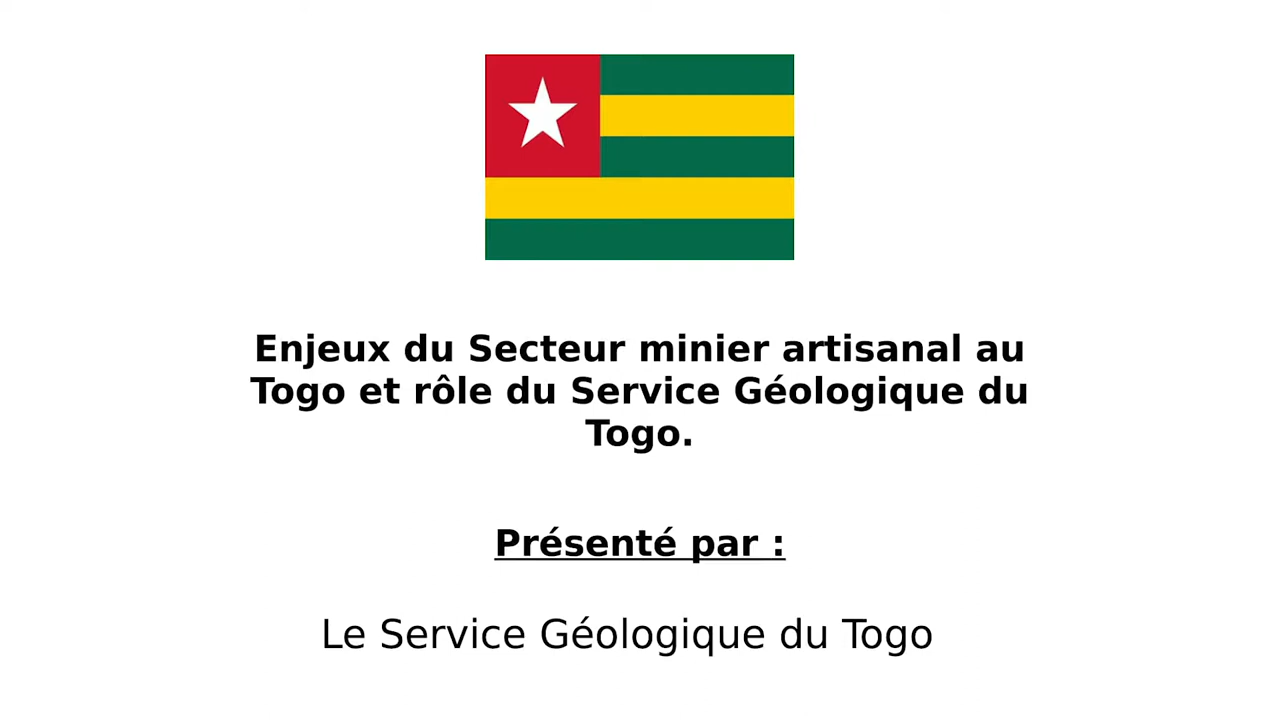 Enjeux du Secteur minier artisanal au
Togo et rôle du Service Géologique du
Togo.
Présenté par :
Le Service Géologique du Togo